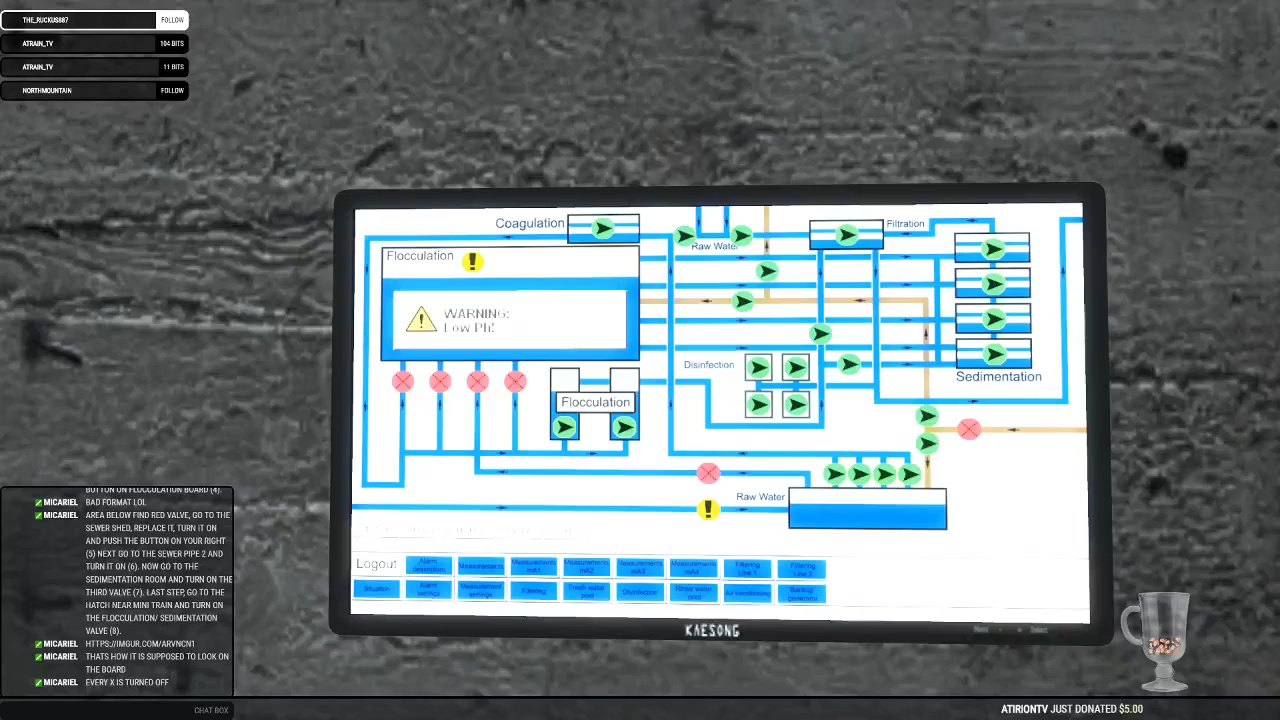 THE_RUCKUS887 FOLLOW
ATRAIN_TV 104 BITS
ATRAIN_TV 11 BITS
NORTHMOUNTAIN FOLLOW
Coagulation
Raw Water
Filtration
Flocculation
WARNING:
Low Ph!
Disinfection
Flocculation
Sedimentation
Raw Water
Logout
Alarm
Measurements
Measurements
mA1
Measurements
mA2
Measurements
mA3
Measurements
mA4
Filtering
Line 1
Filtering
Line 2
Situation
Alarm
settings
Measurement
settings
Filtering
Fresh water
pool
Disinfection
Rinse water
pool
Air conditioning
Backup
generator
KAESONG
Select
BUTTON ON FLOCCULATION BOARD (4).
MICARIEL BAD FORMAT LOL
MICARIEL AREA BELOW FIND RED VALVE, GO TO THE
SEWER SHED, REPLACE IT, TURN IT ON
AND PUSH THE BUTTON ON YOUR RIGHT
(5) NEXT GO TO THE SEWER PIPE 2 AND
TURN IT ON (6). NOW GO TO THE
SEDIMENTATION ROOM AND TURN ON THE
THIRD VALVE (7). LAST STEP, GO TO THE
HATCH NEAR MINI TRAIN AND TURN ON
THE FLOCCULATION/ SEDIMENTATION
VALVE (8).
MICARIEL HTTPS://IMGUR.COM/ARVNCN1
MICARIEL THATS HOW IT IS SUPPOSED TO LOOK ON
THE BOARD
MICARIEL EVERY X IS TURNED OFF
CHAT BOX
ATIRIONTV JUST DONATED $5.00